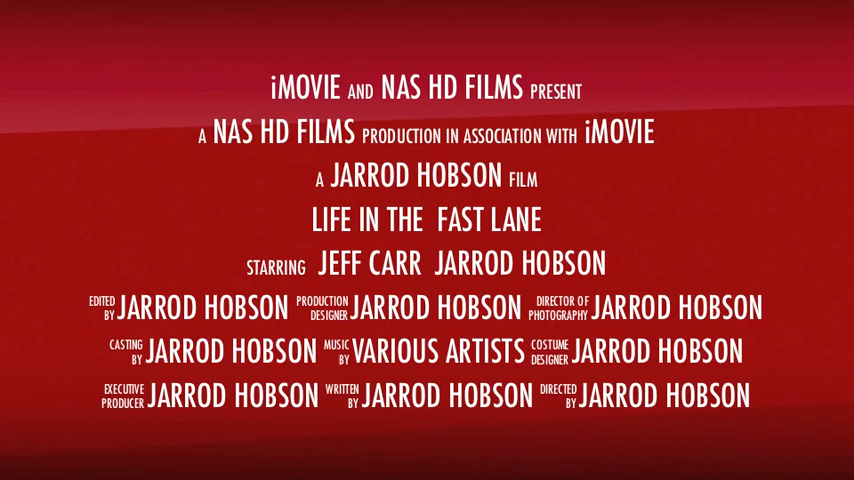 iMOVIE AND NAS HD FILMS PRESENT
A NAS HD FILMS PRODUCTION IN ASSOCIATION WITH iMOVIE
A JARROD HOBSON FILM
LIFE IN THE FAST LANE
STARRING JEFF CARR JARROD HOBSON
EDITED BY JARROD HOBSON PRODUCTION DESIGNER JARROD HOBSON DIRECTOR OF PHOTOGRAPHY JARROD HOBSON
CASTING BY JARROD HOBSON MUSIC BY VARIOUS ARTISTS COSTUME DESIGNER JARROD HOBSON
EXECUTIVE PRODUCER JARROD HOBSON WRITTEN BY JARROD HOBSON DIRECTED BY JARROD HOBSON